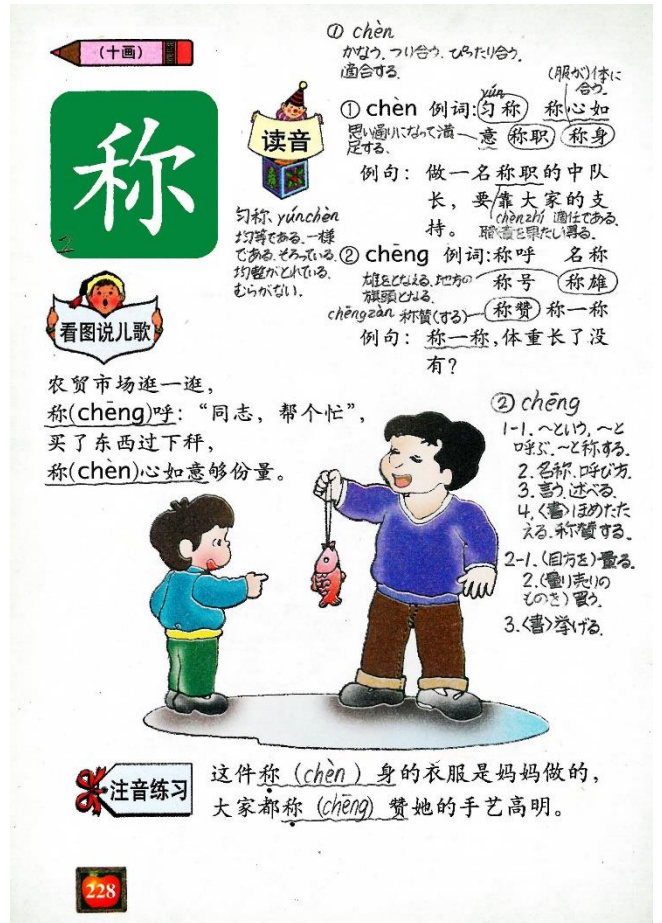 (十画)
称
2
读音
① chèn
かなう.つり合う.ぴったり合う.
適合する.
(服が)体に
合う.
yún
① chèn 例词:匀称 称心如
意 称职 称身
思い通りになって満
足する.
例句：做一名称职的中队
长，要靠大家的支
持。
chènzhí 適任である.
職責を果たし得る.
匀称.yúnchèn
均等である.一様
である.そろっている.
均整がとれている.
むらがない.
② chēng 例词:称呼 名称
称号 称雄
称赞 称一称
雄をとなえる.地方の
旗頭となる.
chēngzàn 称賛(する)
例句：称一称,体重长了没
有?
看图说儿歌
农贸市场逛一逛，
称(chēng)呼：“同志，帮个忙”，
买了东西过下秤，
称(chèn)心如意够份量。
② chēng
1-1.～という.～と
呼ぶ.～と称する.
2.名称.呼び方.
3.言う.述べる.
4.〈書〉ほめたた
える.称賛する.
2-1.(目方を)量る.
2.(量り売りの
ものを)買う.
3.〈書〉挙げる.
注音练习
这件称（chèn）身的衣服是妈妈做的，
大家都称（chēng）赞她的手艺高明。
228